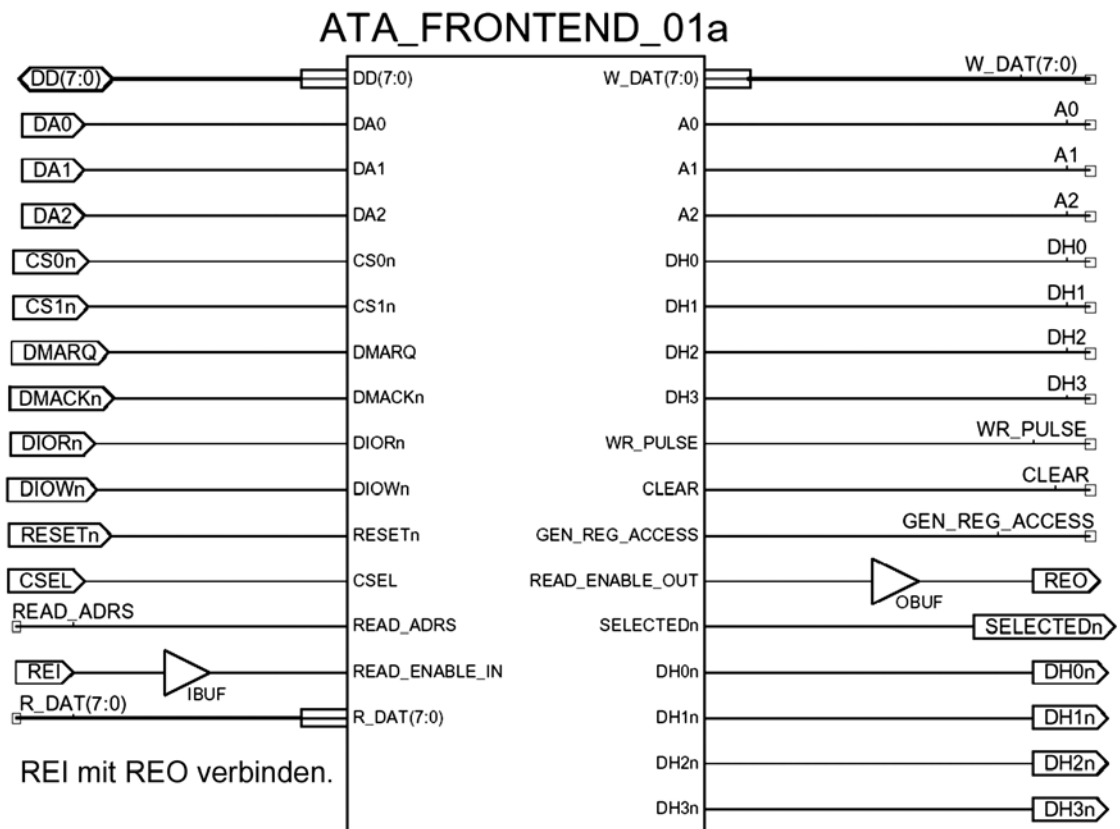 ATA_FRONTEND_01a
DD(7:0) DD(7:0) W_DAT(7:0) W_DAT(7:0)
DA0 DA0 A0 A0
DA1 DA1 A1 A1
DA2 DA2 A2 A2
CS0n CS0n DH0 DH0
CS1n CS1n DH1 DH1
DMARQ DMARQ DH2 DH2
DMACKn DMACKn DH3 DH3
DIORn DIORn WR_PULSE WR_PULSE
DIOWn DIOWn CLEAR CLEAR
RESETn RESETn GEN_REG_ACCESS GEN_REG_ACCESS
CSEL CSEL READ_ENABLE_OUT OBUF REO
READ_ADRS READ_ADRS SELECTEDn SELECTEDn
REI IBUF READ_ENABLE_IN DH0n DH0n
R_DAT(7:0) R_DAT(7:0) DH1n DH1n
REI mit REO verbinden. DH2n DH2n
DH3n DH3n